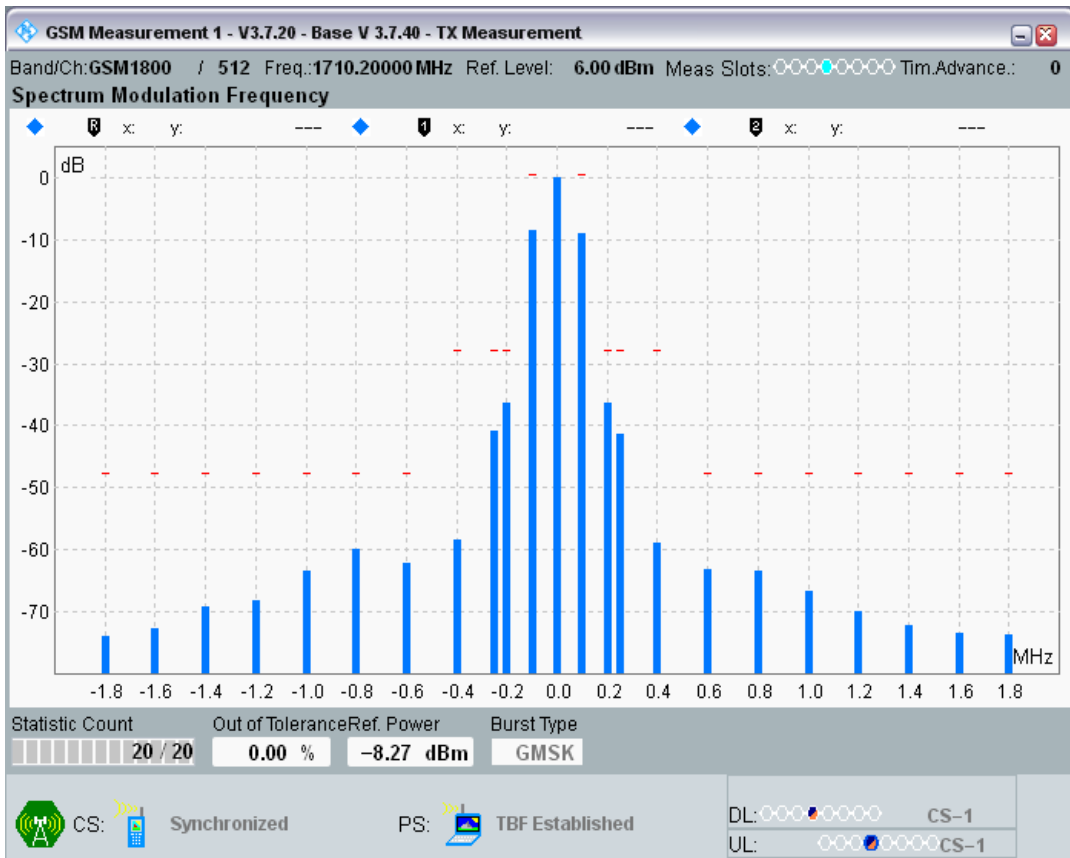 GSM Measurement 1 - V3.7.20 - Base V 3.7.40 - TX Measurement
Band/Ch:GSM1800 / 512 Freq.:1710.20000 MHz Ref. Level: 6.00 dBm Meas Slots: Tim.Advance.: 0
Spectrum Modulation Frequency
R x: y: --- 1 x: y: --- 2 x: y: ---
dB
0
-10
-20
-30
-40
-50
-60
-70
MHz
-1.8 -1.6 -1.4 -1.2 -1.0 -0.8 -0.6 -0.4 -0.2 0.0 0.2 0.4 0.6 0.8 1.0 1.2 1.4 1.6 1.8
Statistic Count Out of Tolerance Ref. Power Burst Type
20 / 20 0.00 % -8.27 dBm GMSK
CS: Synchronized PS: TBF Established
DL: CS-1
UL: CS-1